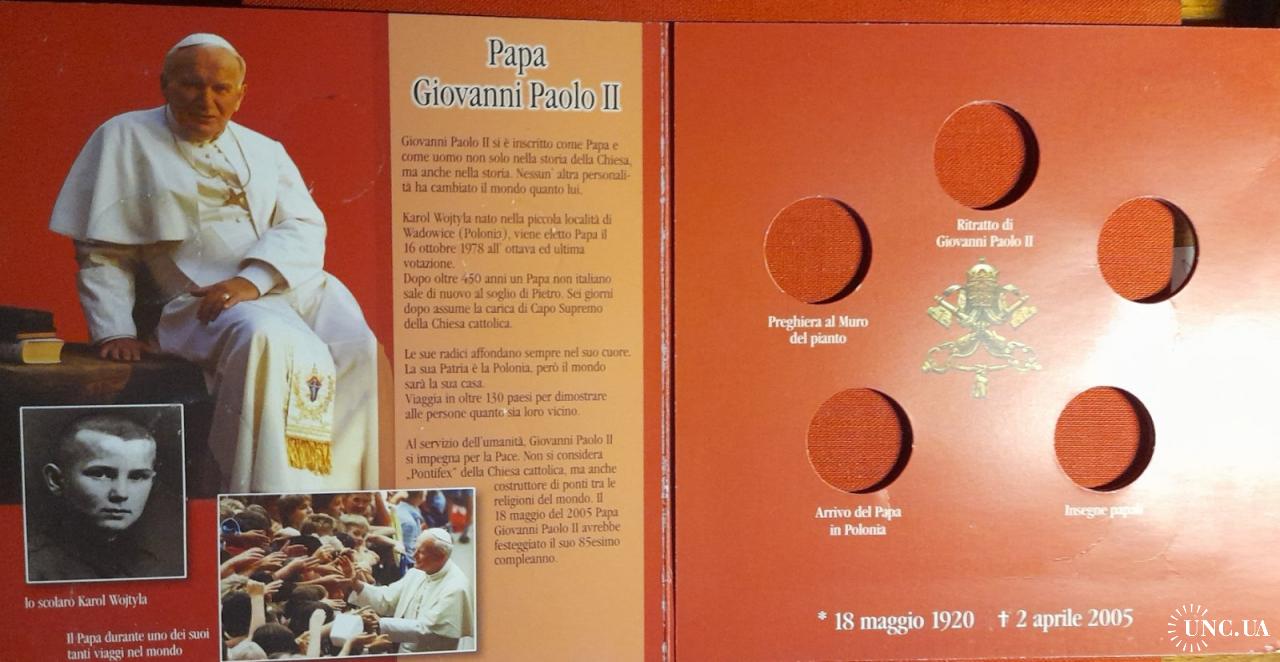 Papa
Giovanni Paolo II
Giovanni Paolo II si è inscritto come Papa e
come uomo non solo nella storia della Chiesa,
ma anche nella storia. Nessun' altra personali-
tà ha cambiato il mondo quanto lui.
Karol Wojtyla nato nella piccola località di
Wadowice (Polonia), viene eletto Papa il
16 ottobre 1978 all' ottava ed ultima
votazione.
Dopo oltre 450 anni un Papa non italiano
sale di nuovo al soglio di Pietro. Sei giorni
dopo assume la carica di Capo Supremo
della Chiesa cattolica.
Le sue radici affondano sempre nel suo cuore.
La sua Patria è la Polonia, però il mondo
sarà la sua casa.
Viaggia in oltre 130 paesi per dimostrare
alle persone quanto sia loro vicino.
Al servizio dell'umanità, Giovanni Paolo II
si impegna per la Pace. Non si considera
„Pontifex" della Chiesa cattolica, ma anche
costruttore di ponti tra le
religioni del mondo. Il
18 maggio del 2005 Papa
Giovanni Paolo II avrebbe
festeggiato il suo 85esimo
compleanno.
lo scolaro Karol Wojtyla
Il Papa durante uno dei suoi
tanti viaggi nel mondo
Ritratto di
Giovanni Paolo II
Preghiera al Muro
del pianto
Arrivo del Papa
in Polonia
Insegne papali
* 18 maggio 1920 † 2 aprile 2005
UNC.UA